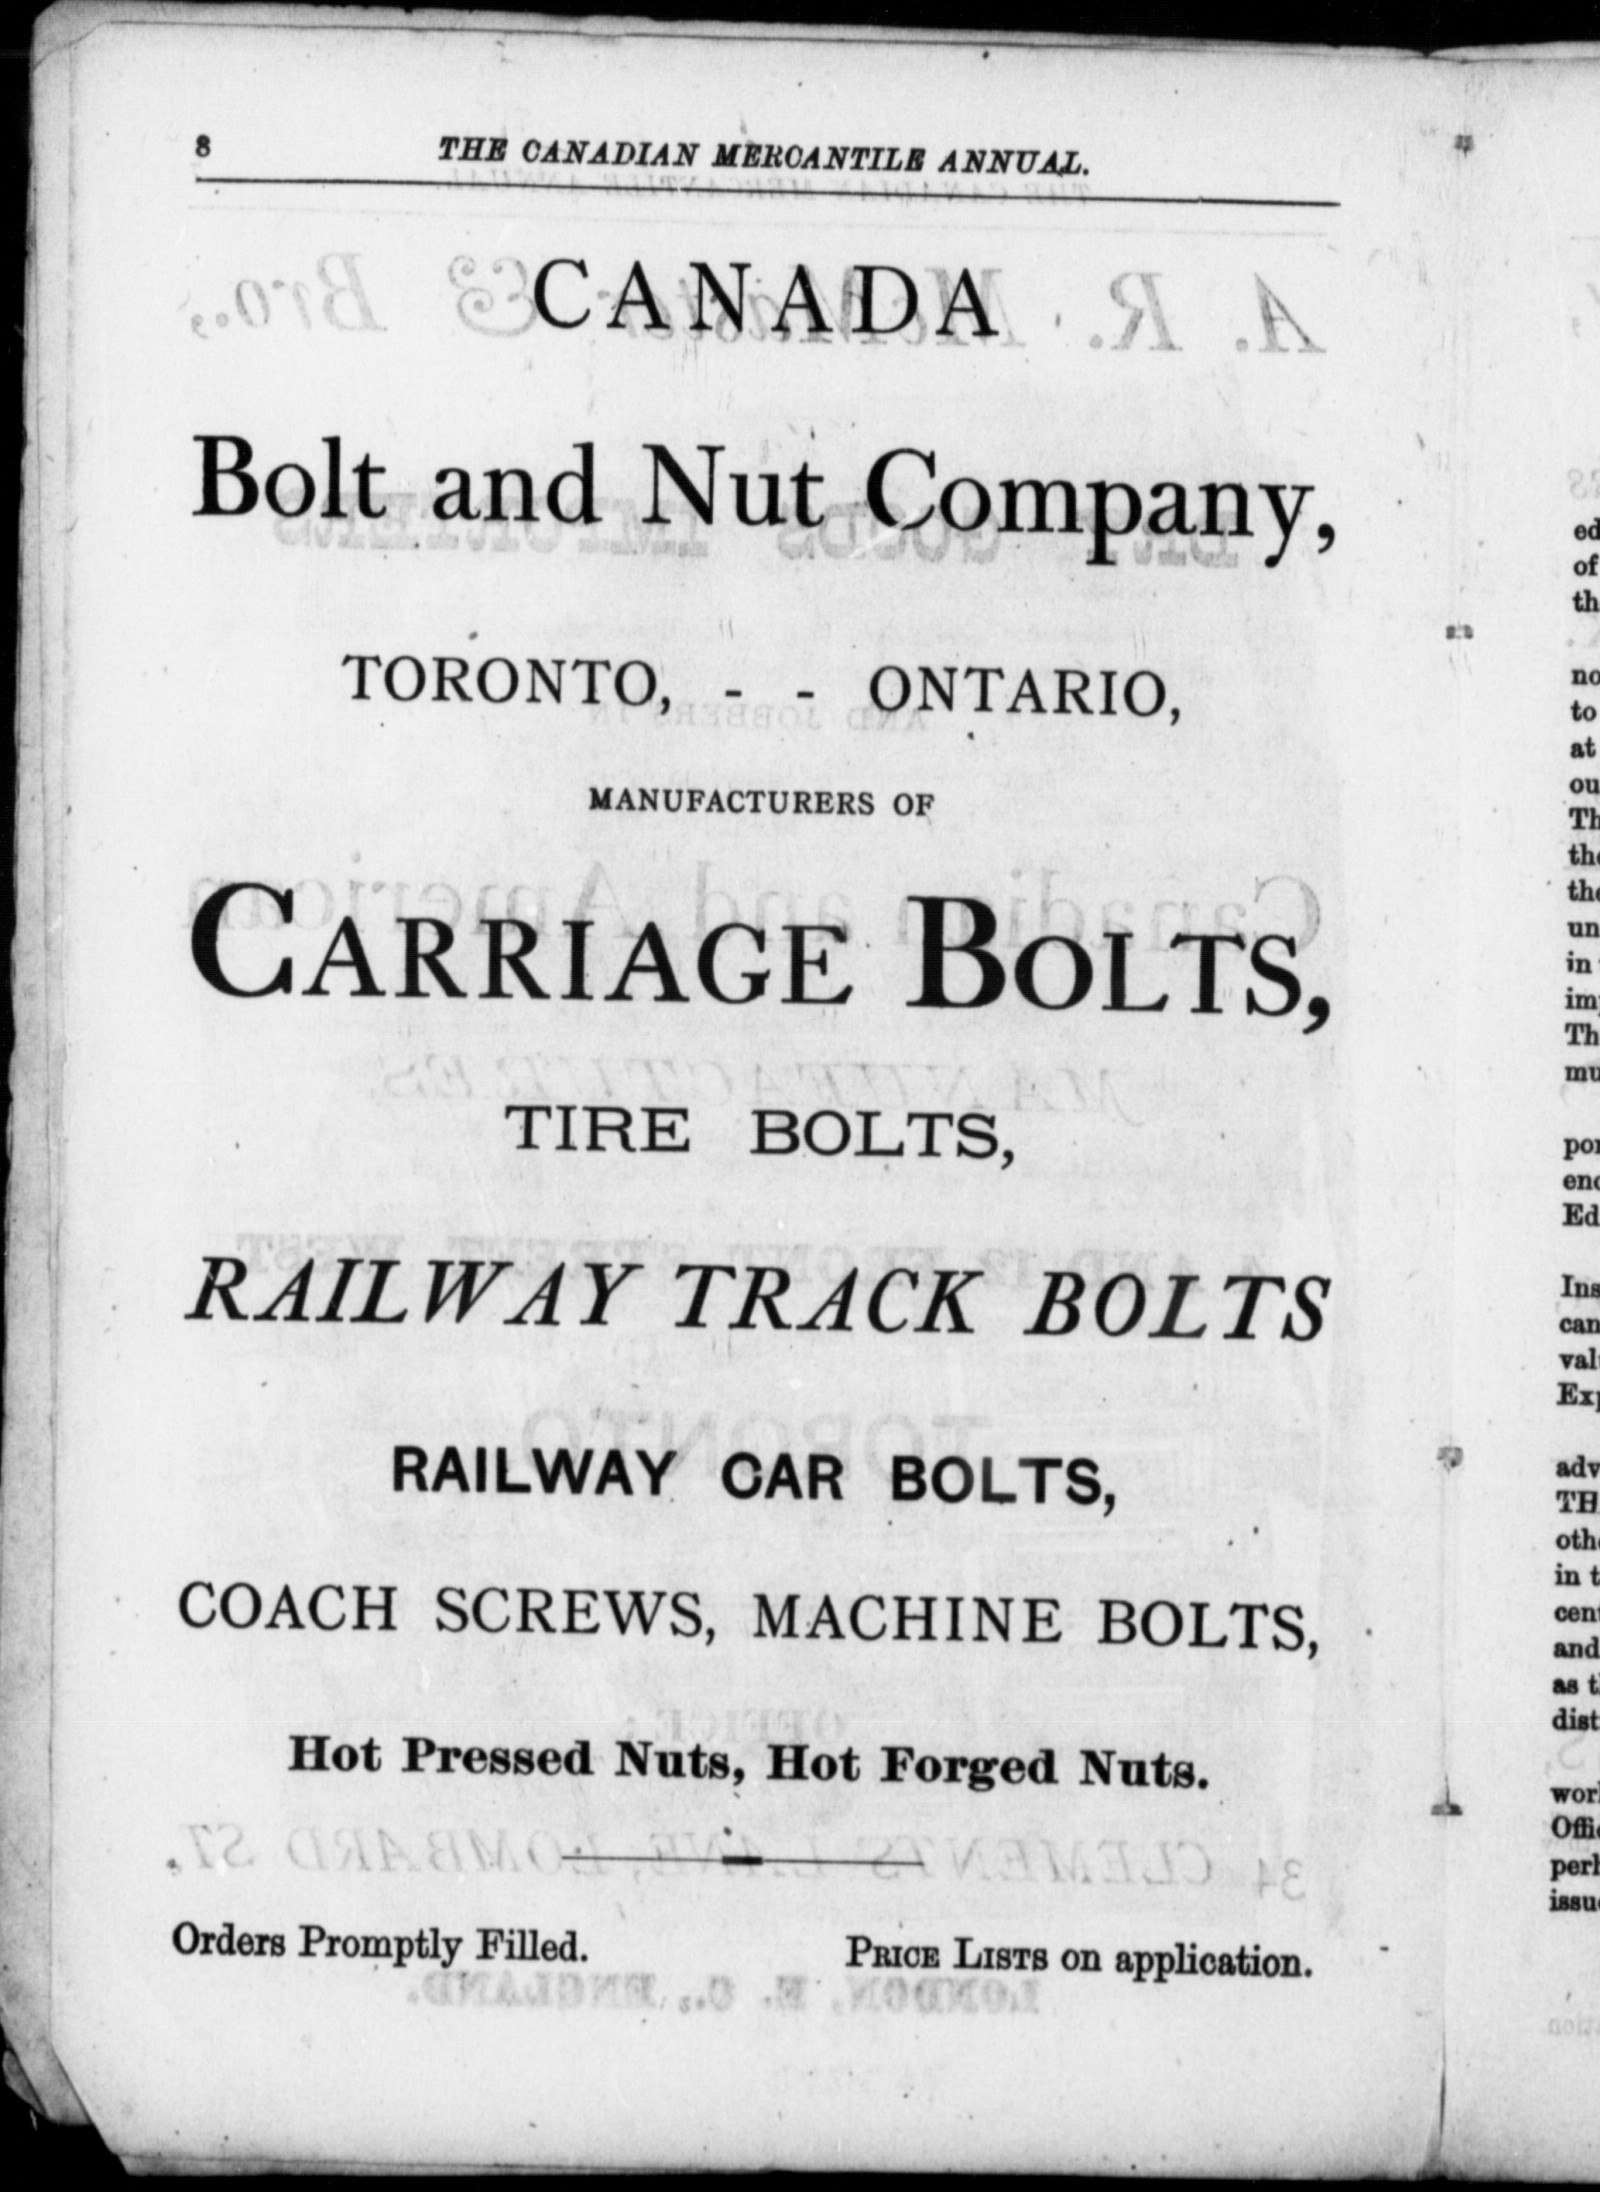 8 THE CANADIAN MERCANTILE ANNUAL.
CANADA
Bolt and Nut Company,
TORONTO, - - ONTARIO,
MANUFACTURERS OF
CARRIAGE BOLTS,
TIRE BOLTS,
RAILWAY TRACK BOLTS
RAILWAY CAR BOLTS,
COACH SCREWS, MACHINE BOLTS,
Hot Pressed Nuts, Hot Forged Nuts.
Orders Promptly Filled. PRICE LISTS on application.